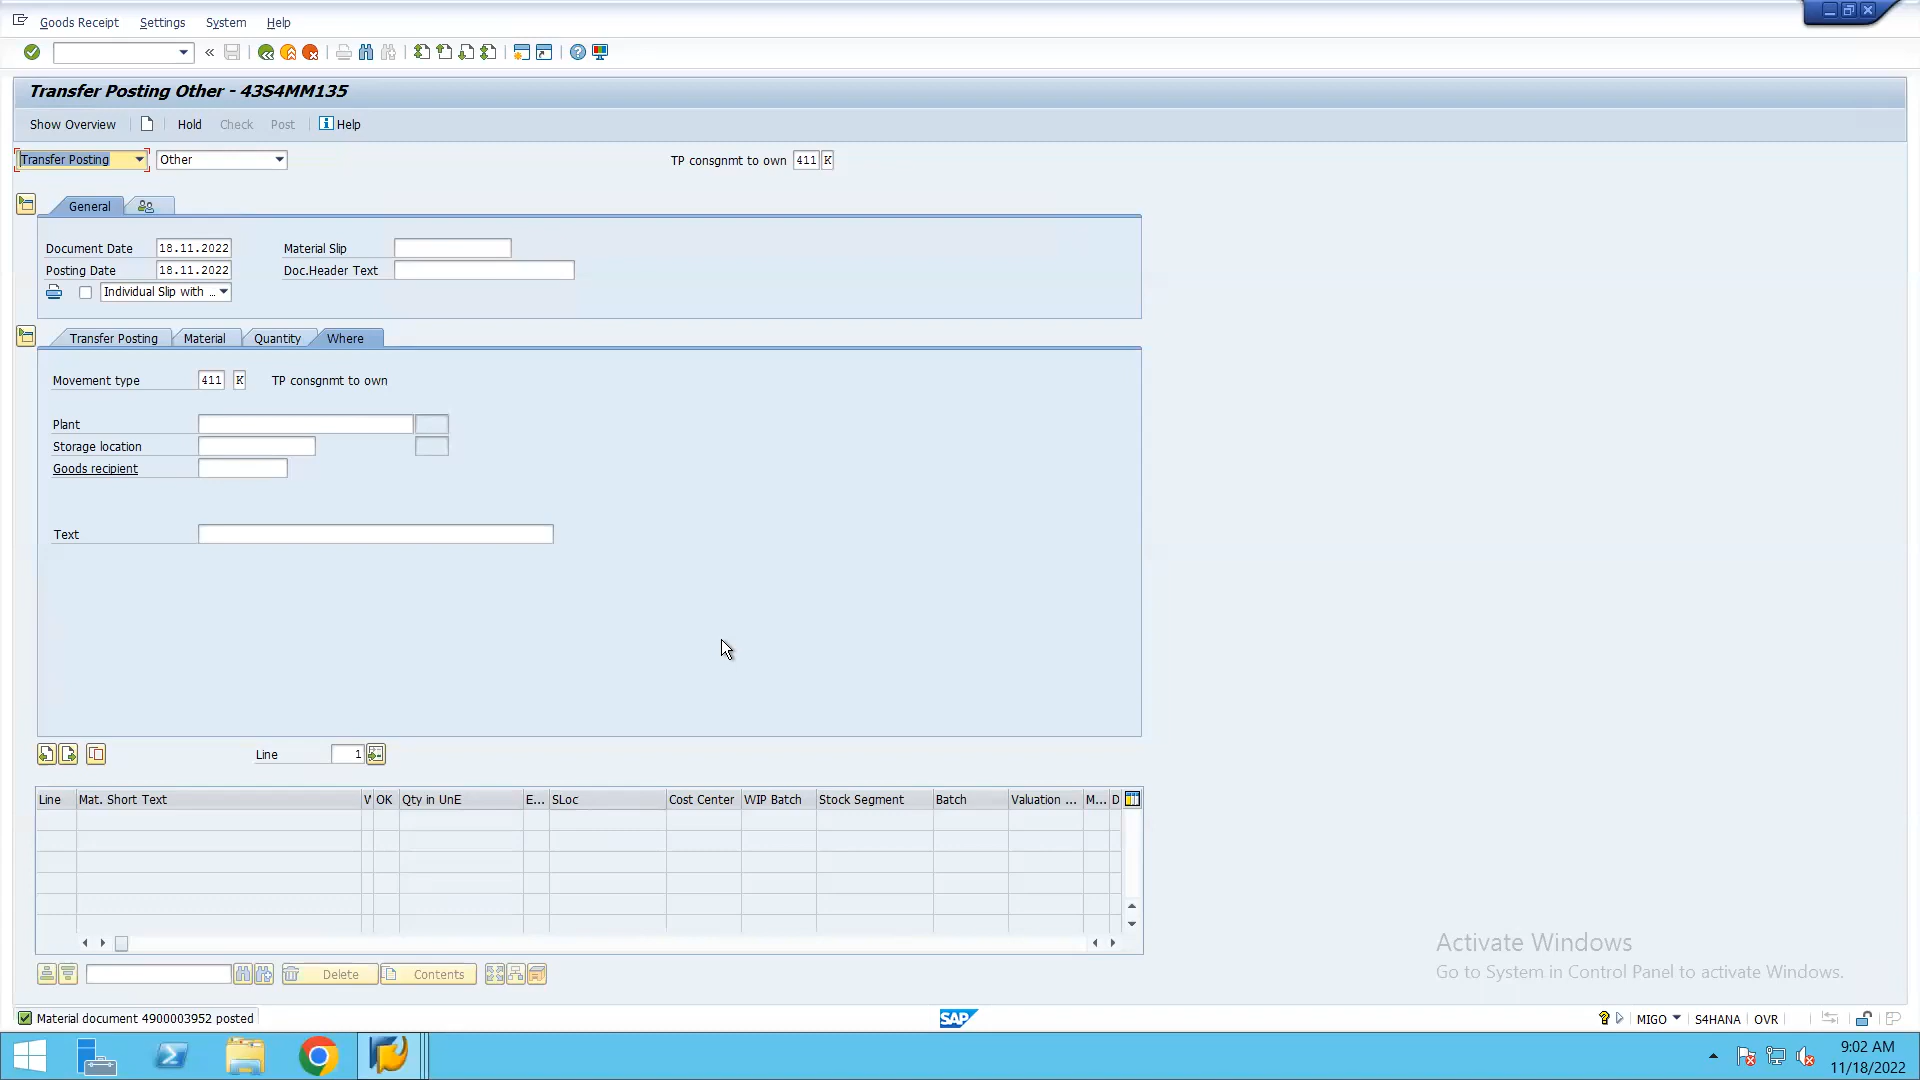 Goods Receipt Settings System Help
Transfer Posting Other - 43S4MM135
Show Overview Hold Check Post Help
Transfer Posting Other TP consgnmt to own 411 K
General
Document Date 18.11.2022 Material Slip
Posting Date 18.11.2022 Doc.Header Text
Individual Slip with ...
Transfer Posting Material Quantity Where
Movement type 411 K TP consgnmt to own
Plant
Storage location
Goods recipient
Text
Line 1
Line Mat. Short Text V OK Qty in UnE E... SLoc Cost Center WIP Batch Stock Segment Batch Valuation ... M... D
Delete Contents
Activate Windows
Go to System in Control Panel to activate Windows.
Material document 4900003952 posted SAP MIGO S4HANA OVR
9:02 AM
11/18/2022